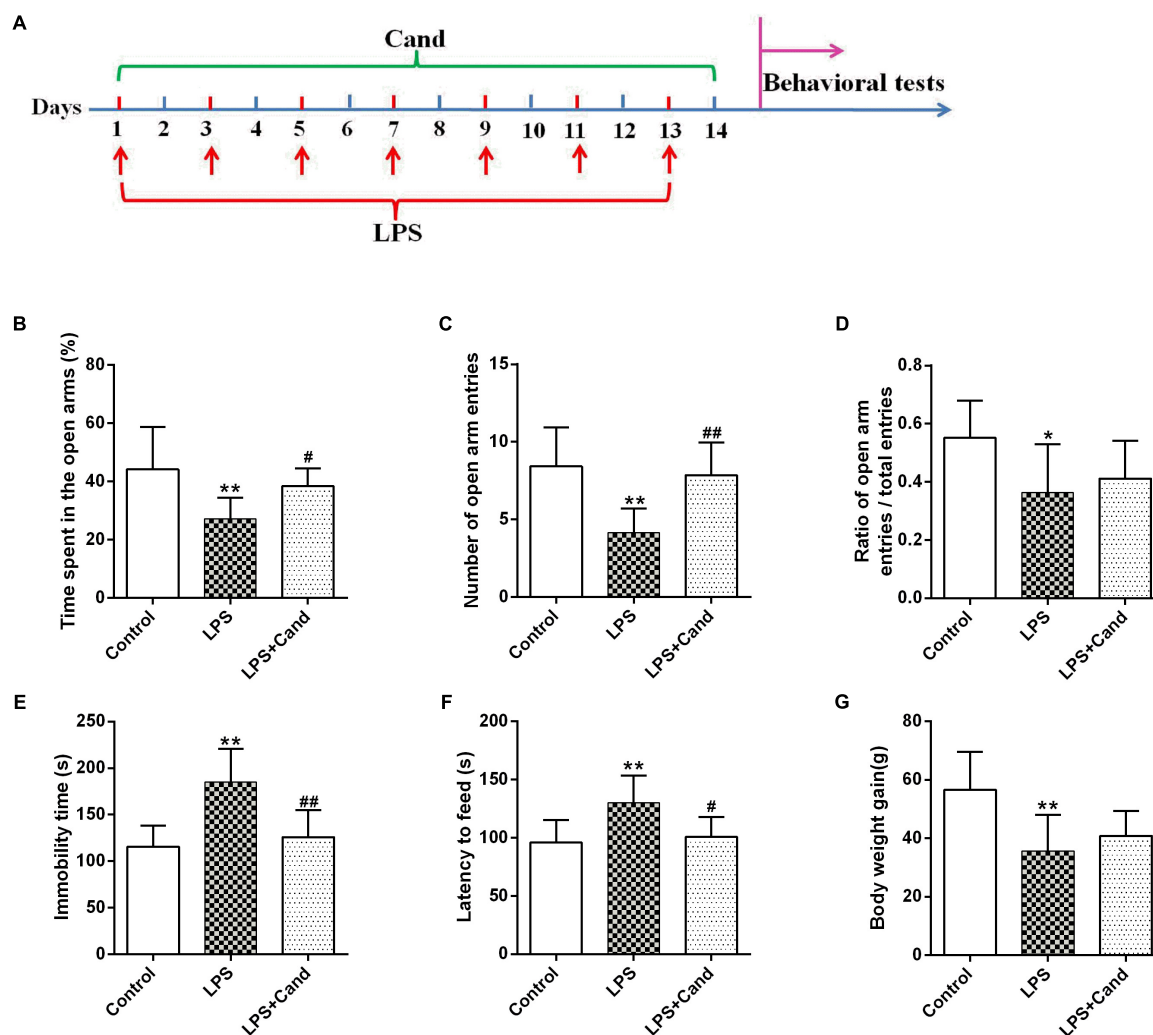 A
Cand
Behavioral tests
Days
1 2 3 4 5 6 7 8 9 10 11 12 13 14
LPS
B
Time spent in the open arms (%)
80
60
40
20
0
**
#
Control
LPS
LPS+Cand
C
Number of open arm entries
15
10
5
0
**
##
Control
LPS
LPS+Cand
D
Ratio of open arm
entries / total entries
0.8
0.6
0.4
0.2
0.0
*
Control
LPS
LPS+Cand
E
Immobility time (s)
250
200
150
100
50
0
**
##
Control
LPS
LPS+Cand
F
Latency to feed (s)
200
150
100
50
0
**
#
Control
LPS
LPS+Cand
G
Body weight gain(g)
80
60
40
20
0
**
Control
LPS
LPS+Cand